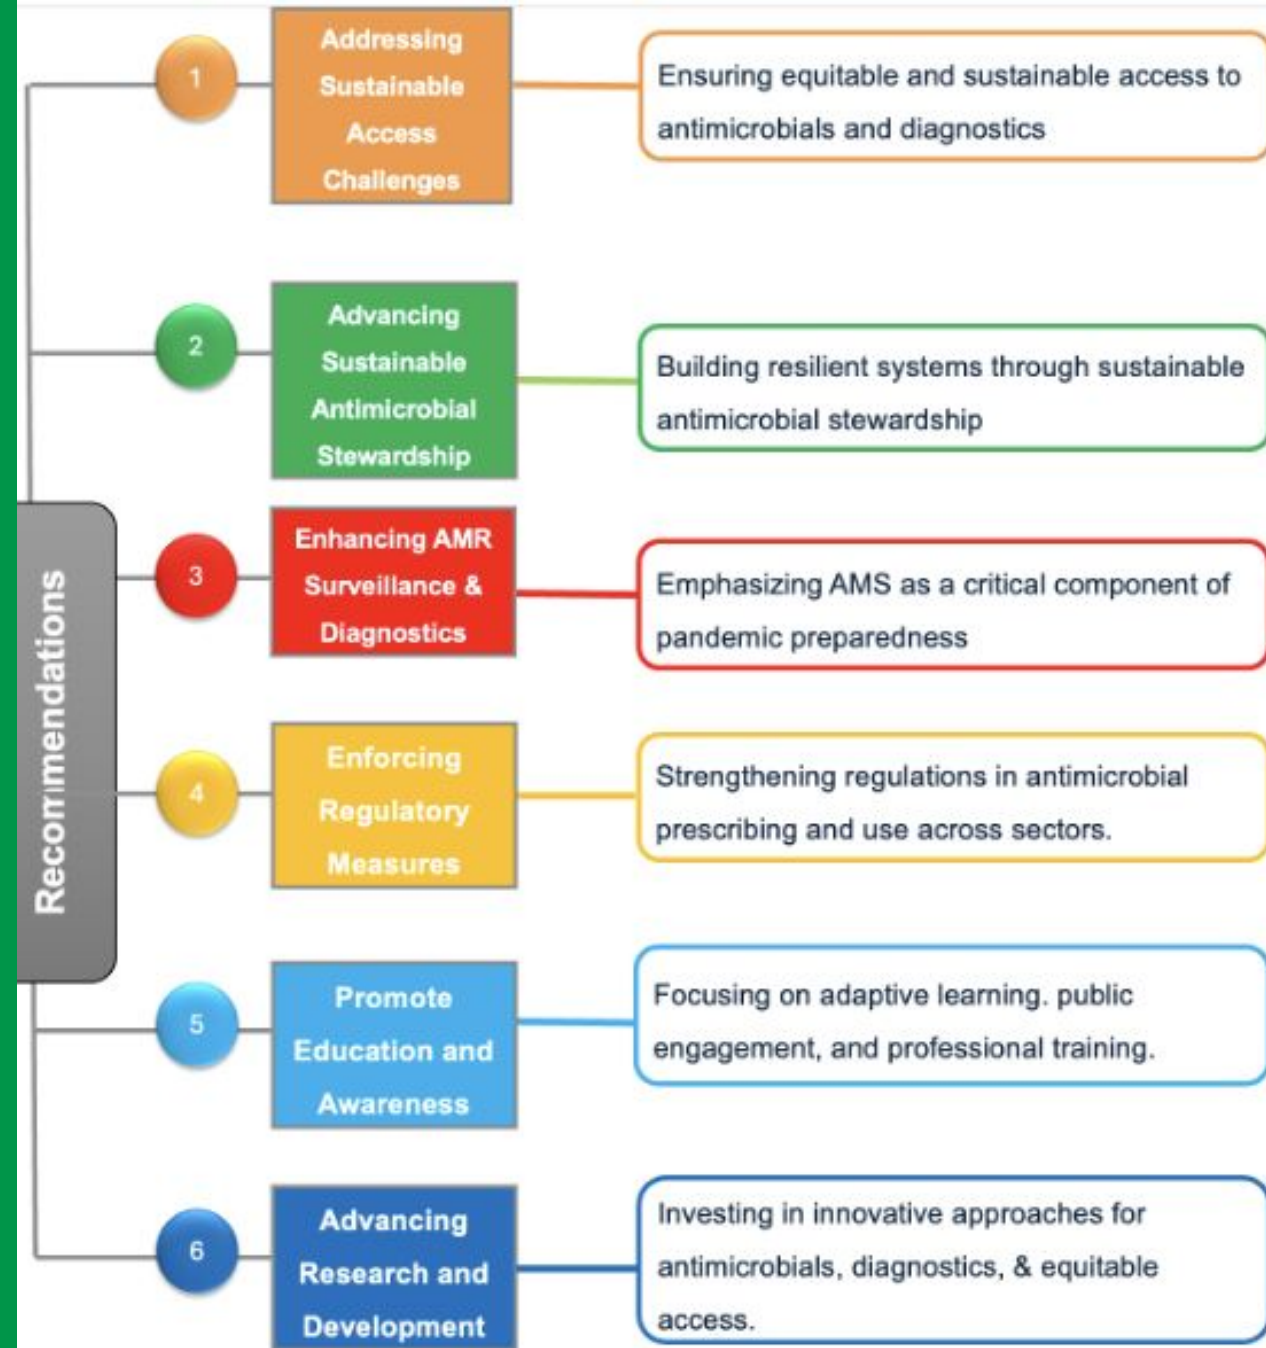 Recommendations
1
Addressing
Sustainable
Access
Challenges
Ensuring equitable and sustainable access to
antimicrobials and diagnostics
2
Advancing
Sustainable
Antimicrobial
Stewardship
Building resilient systems through sustainable
antimicrobial stewardship
3
Enhancing AMR
Surveillance &
Diagnostics
Emphasizing AMS as a critical component of
pandemic preparedness
4
Enforcing
Regulatory
Measures
Strengthening regulations in antimicrobial
prescribing and use across sectors.
5
Promote
Education and
Awareness
Focusing on adaptive learning. public
engagement, and professional training.
6
Advancing
Research and
Development
Investing in innovative approaches for
antimicrobials, diagnostics, & equitable
access.